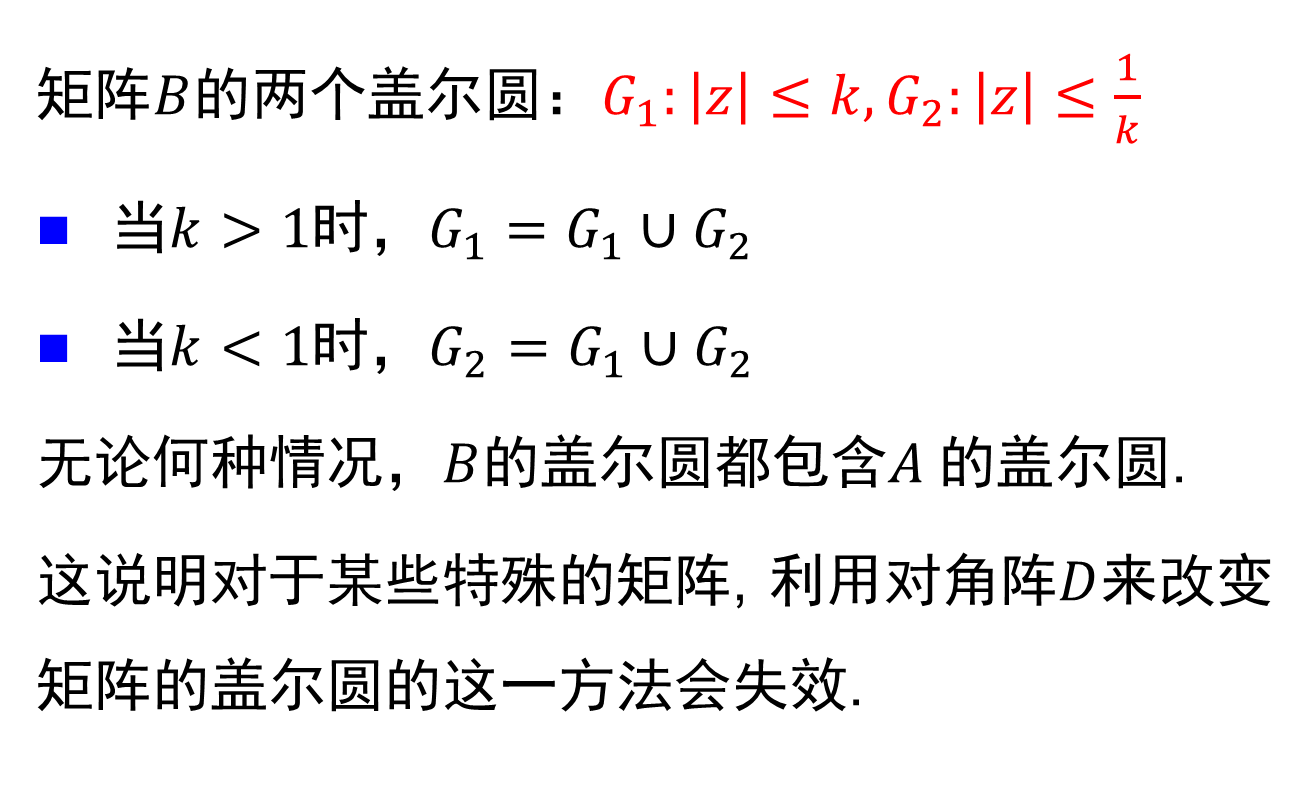 矩阵B的两个盖尔圆：G₁:|z| ≤ k, G₂:|z| ≤ 1/k
■ 当k > 1时，G₁ = G₁ ∪ G₂
■ 当k < 1时，G₂ = G₁ ∪ G₂
无论何种情况，B的盖尔圆都包含A 的盖尔圆.
这说明对于某些特殊的矩阵, 利用对角阵D来改变
矩阵的盖尔圆的这一方法会失效.